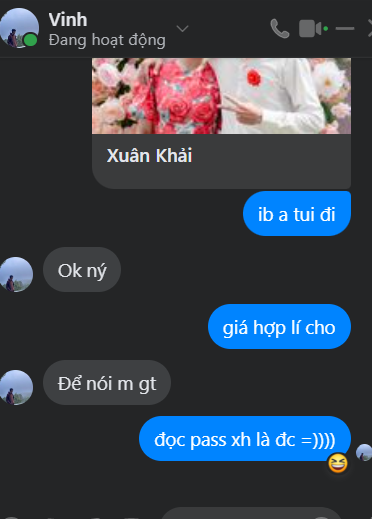 Vinh
Đang hoạt động
Xuân Khải
ib a tui đi
Ok ný
giá hợp lí cho
Để nói m gt
đọc pass xh là đc =))))